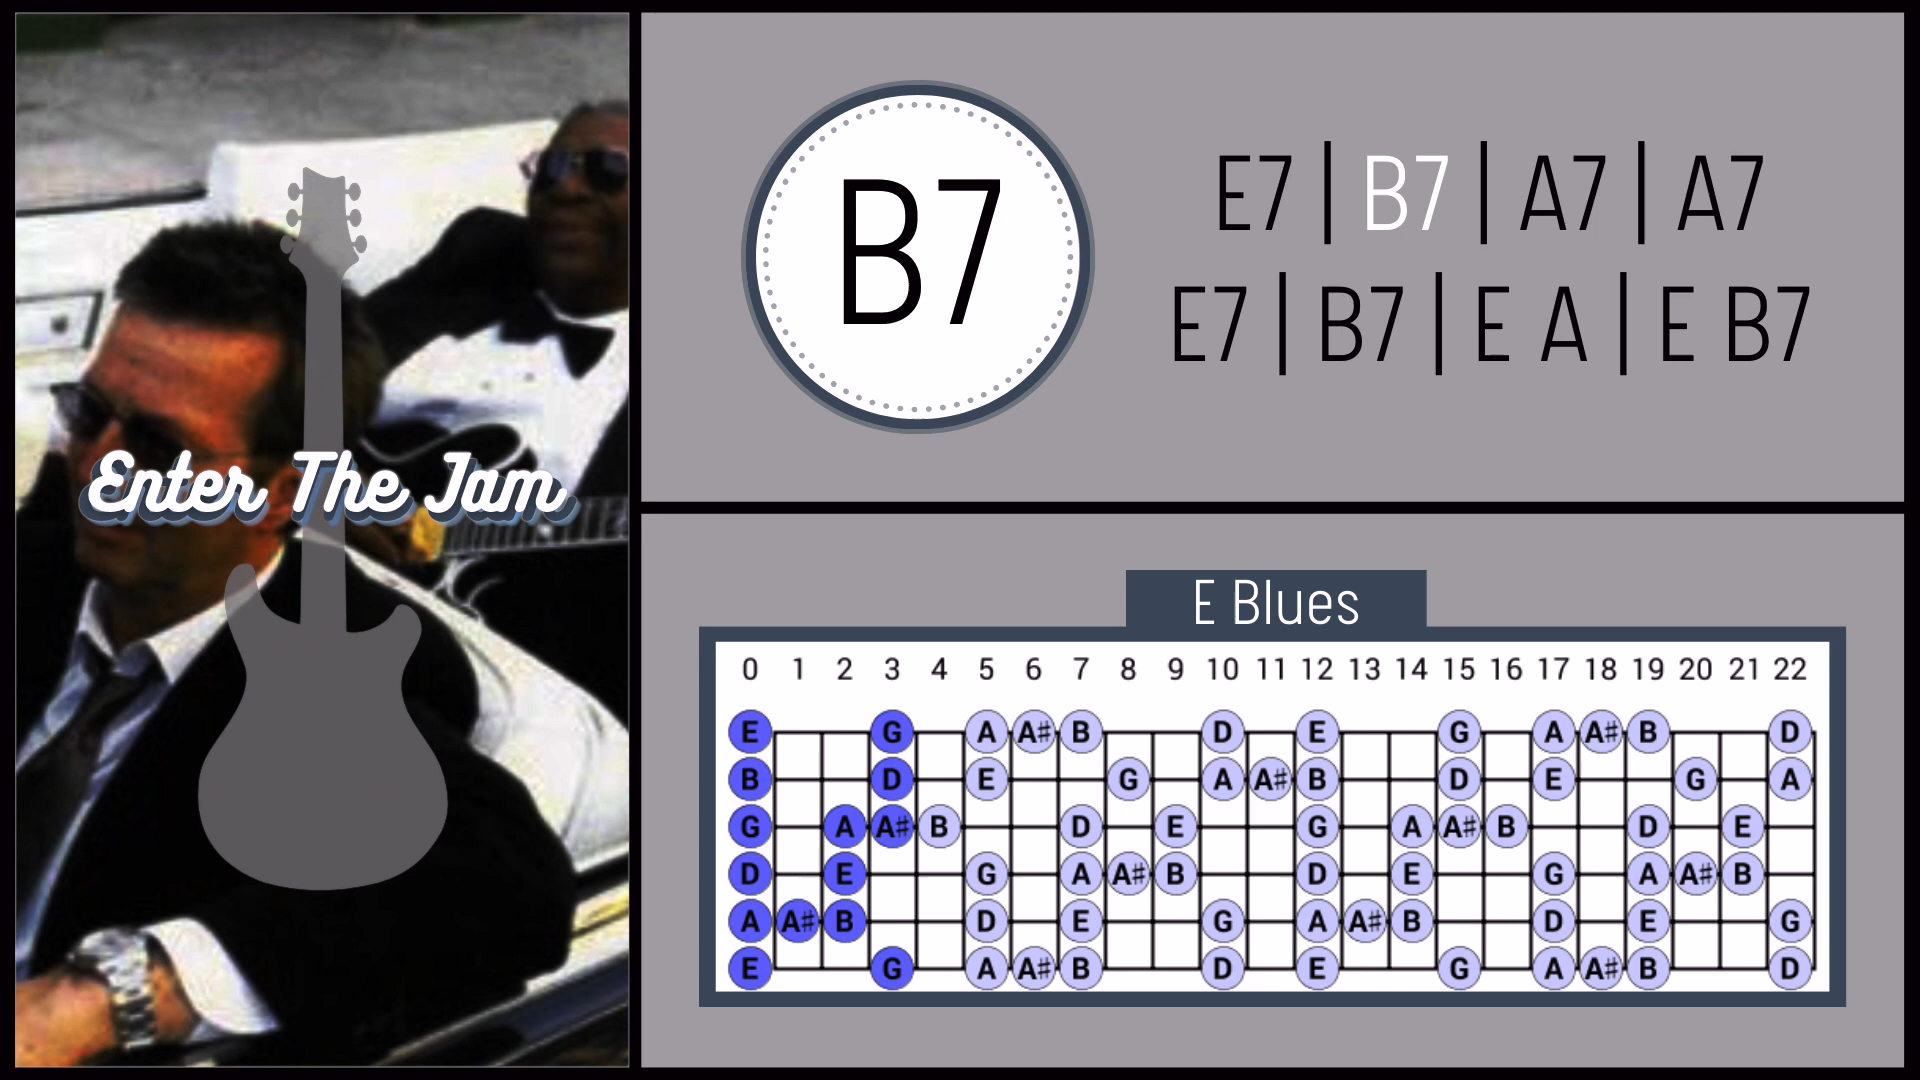 Enter The Jam
B7
E7 | B7 | A7 | A7
E7 | B7 | E A | E B7
E Blues
0 1 2 3 4 5 6 7 8 9 10 11 12 13 14 15 16 17 18 19 20 21 22
E G A A♯ B D E G A A♯ B D
B D E G A A♯ B D E G A
G A A♯ B D E G A A♯ B D E
D E G A A♯ B D E G A A♯ B
A A♯ B D E G A A♯ B D E G
E G A A♯ B D E G A A♯ B D